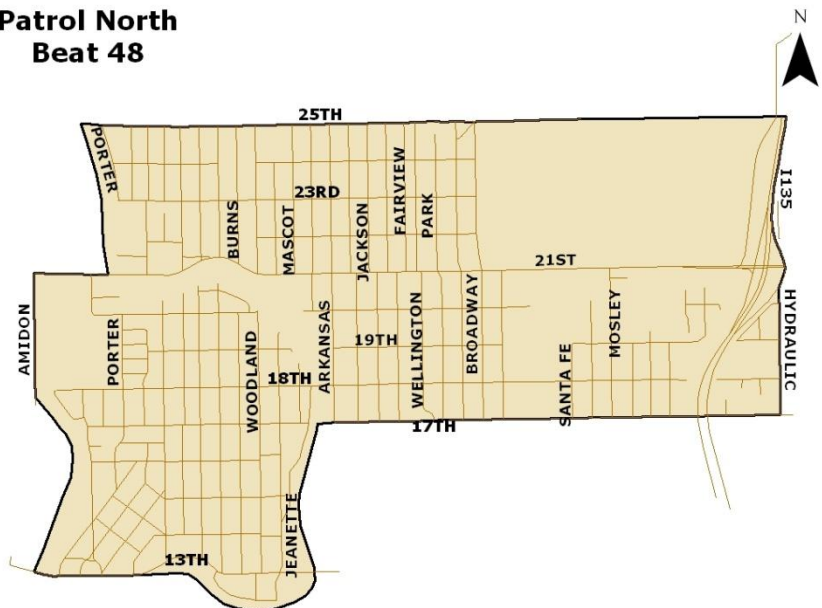 Patrol North
Beat 48
N
25TH
PORTER
23RD
BURNS
MASCOT
JACKSON
FAIRVIEW
PARK
I135
21ST
AMIDON
PORTER
WOODLAND
ARKANSAS
19TH
18TH
WELLINGTON
BROADWAY
SANTA FE
MOSLEY
HYDRAULIC
17TH
JEANETTE
13TH